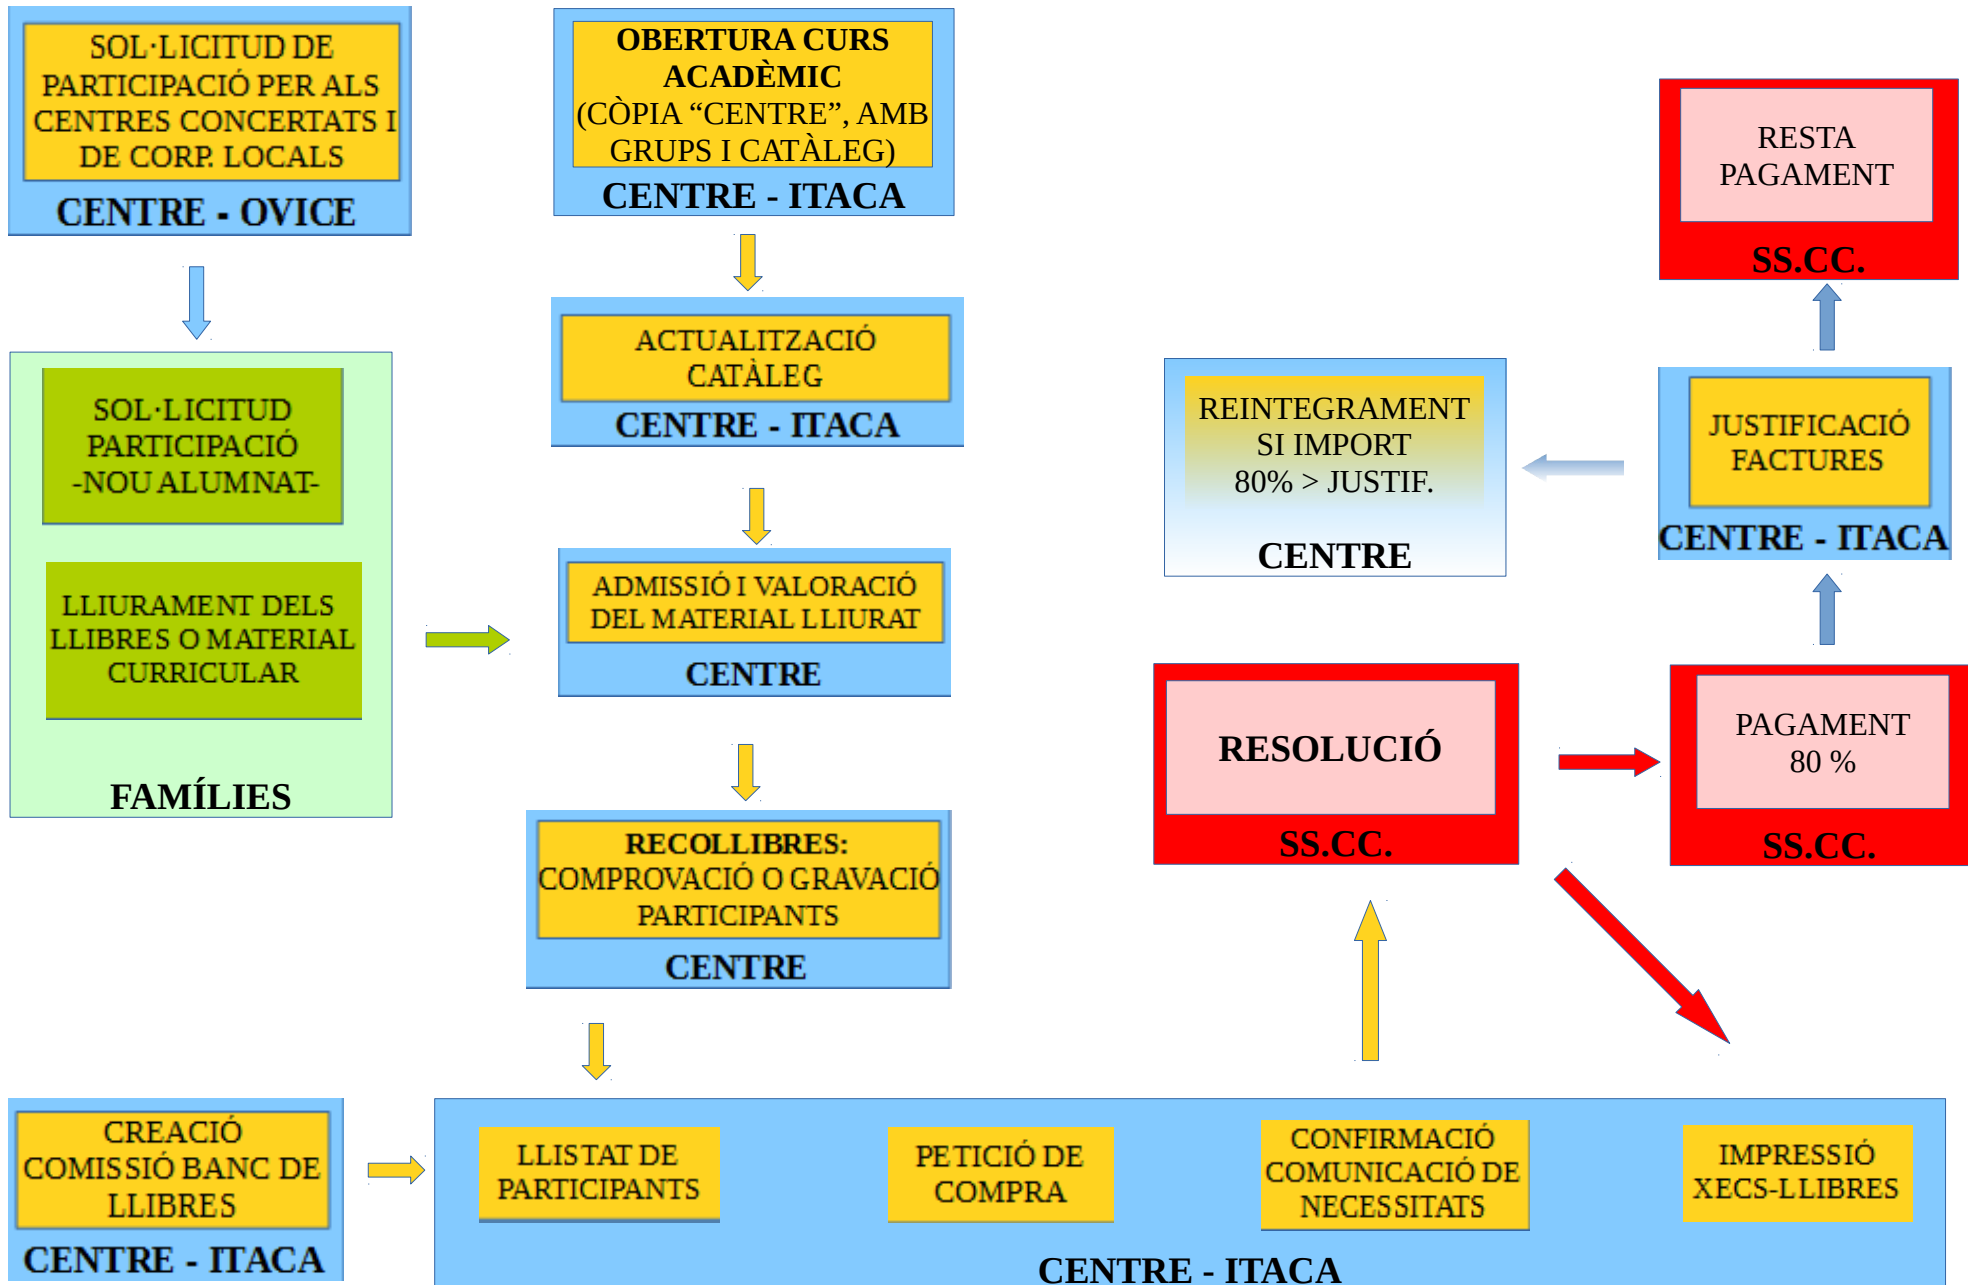 SOL·LICITUD DE
PARTICIPACIÓ PER ALS
CENTRES CONCERTATS I
DE CORP. LOCALS
CENTRE - OVICE
OBERTURA CURS
ACADÈMIC
(CÒPIA “CENTRE”, AMB
GRUPS I CATÀLEG)
CENTRE - ITACA
RESTA
PAGAMENT
SS.CC.
SOL·LICITUD
PARTICIPACIÓ
-NOU ALUMNAT-
LLIURAMENT DELS
LLIBRES O MATERIAL
CURRICULAR
FAMÍLIES
ACTUALITZACIÓ
CATÀLEG
CENTRE - ITACA
REINTEGRAMENT
SI IMPORT
80% > JUSTIF.
CENTRE
JUSTIFICACIÓ
FACTURES
CENTRE - ITACA
ADMISSIÓ I VALORACIÓ
DEL MATERIAL LLIURAT
CENTRE
RESOLUCIÓ
SS.CC.
PAGAMENT
80 %
SS.CC.
RECOLLIBRES:
COMPROVACIÓ O GRAVACIÓ
PARTICIPANTS
CENTRE
CREACIÓ
COMISSIÓ BANC DE
LLIBRES
CENTRE - ITACA
LLISTAT DE
PARTICIPANTS
PETICIÓ DE
COMPRA
CONFIRMACIÓ
COMUNICACIÓ DE
NECESSITATS
IMPRESSIÓ
XECS-LLIBRES
CENTRE - ITACA